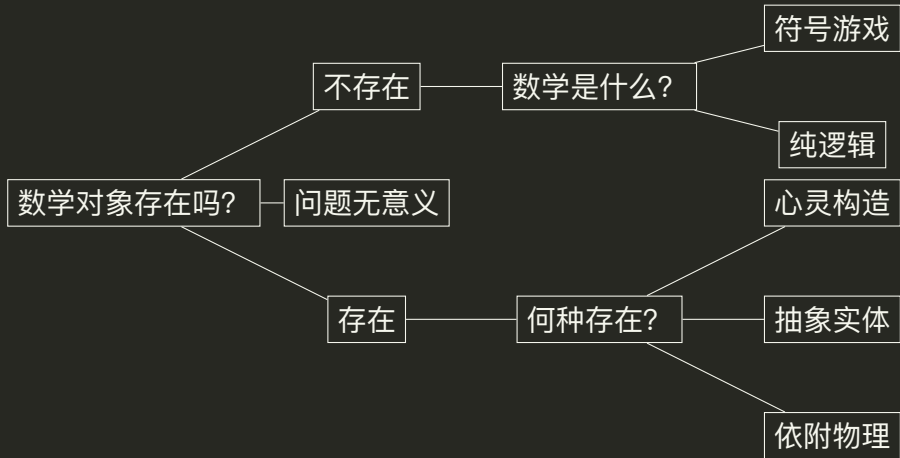 符号游戏
不存在
数学是什么？
纯逻辑
数学对象存在吗？
问题无意义
心灵构造
存在
何种存在？
抽象实体
依附物理